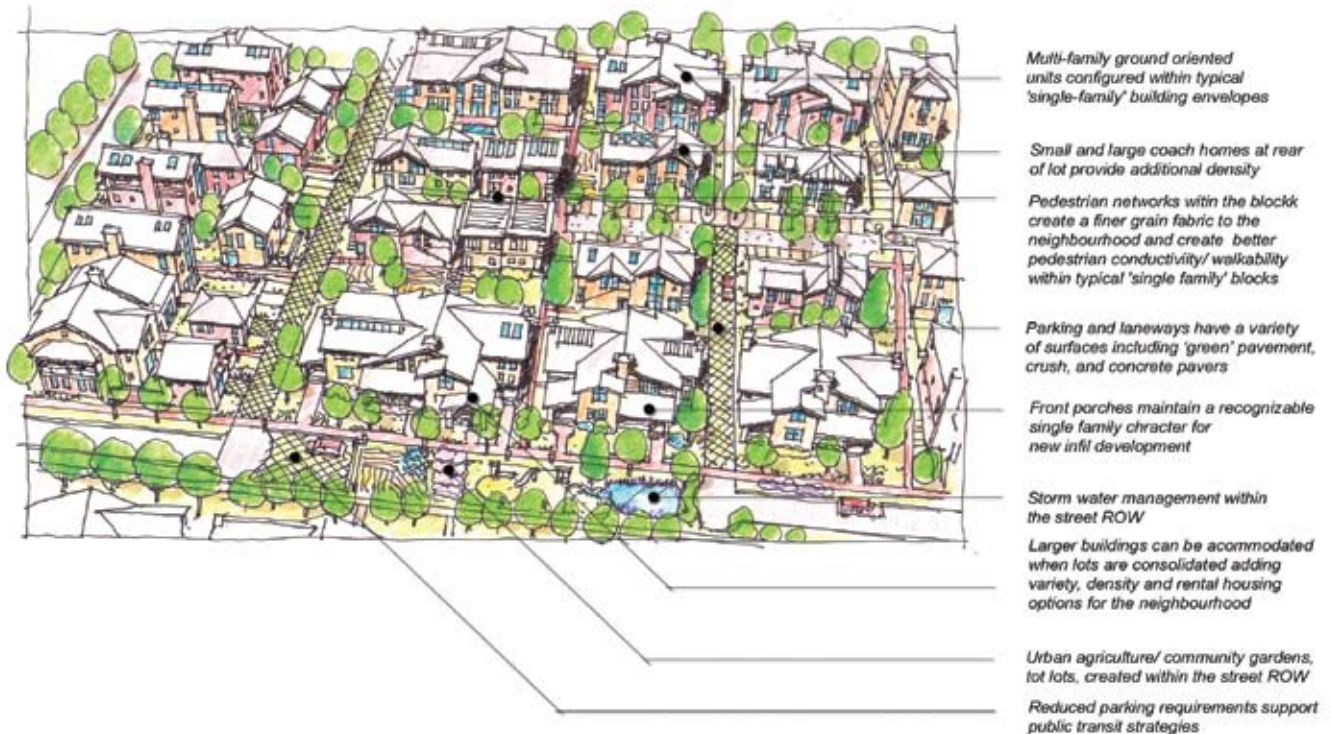 Multi-family ground oriented
units configured within typical
'single-family' building envelopes
Small and large coach homes at rear
of lot provide additional density
Pedestrian networks witin the blockk
create a finer grain fabric to the
neighbourhood and create better
pedestrian conductiviity/ walkability
within typical 'single family' blocks
Parking and laneways have a variety
of surfaces including 'green' pavement,
crush, and concrete pavers
Front porches maintain a recognizable
single family chracter for
new infil development
Storm water management within
the street ROW
Larger buildings can be acommodated
when lots are consolidated adding
variety, density and rental housing
options for the neighbourhood
Urban agriculture/ community gardens,
tot lots, created within the street ROW
Reduced parking requirements support
public transit strategies